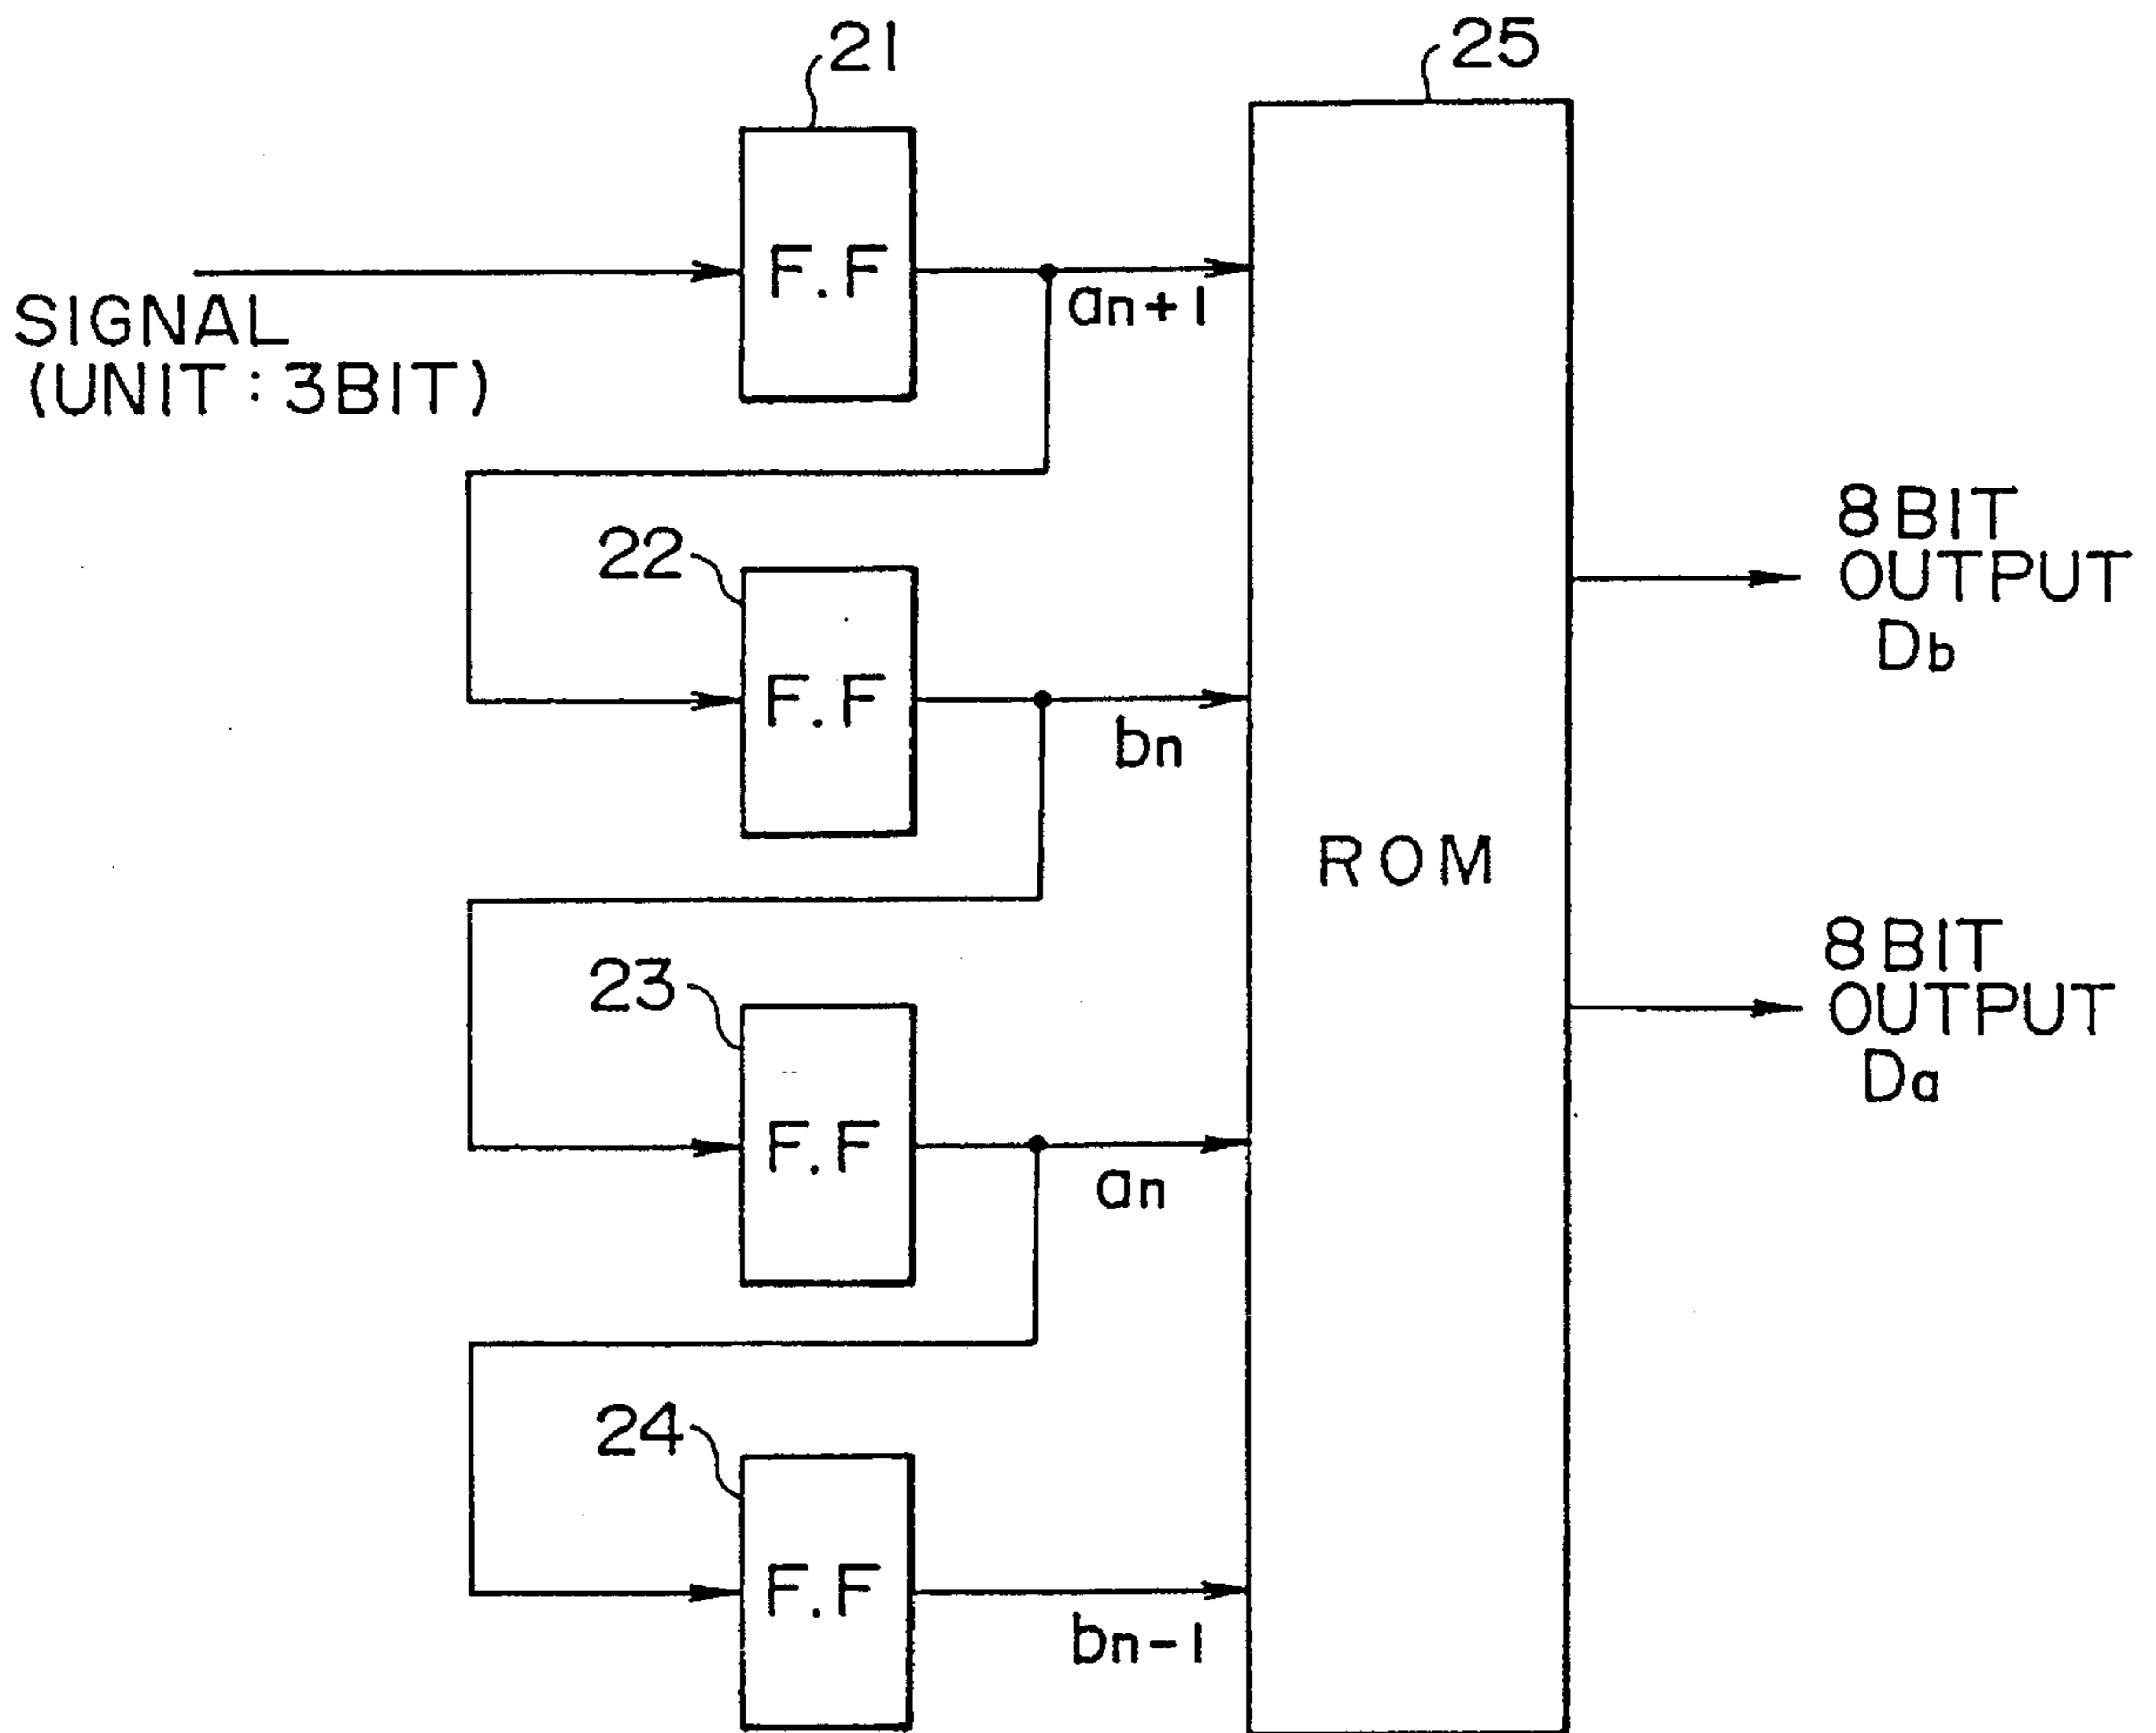 21
25
F.F
an+1
SIGNAL
(UNIT : 3BIT)
22
F.F
bn
8BIT
OUTPUT
Db
ROM
23
F.F
an
8BIT
OUTPUT
Da
24
F.F
bn-1